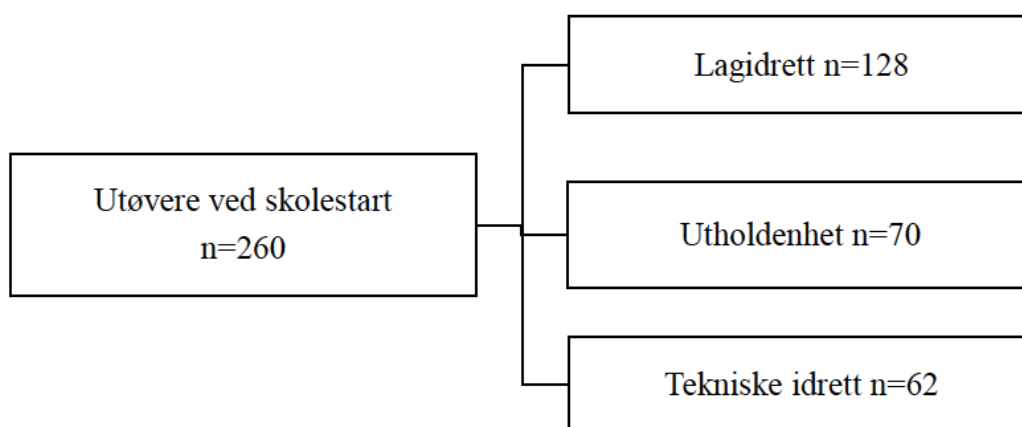 Utøvere ved skolestart
n=260
Lagidrett n=128
Utholdenhet n=70
Tekniske idrett n=62